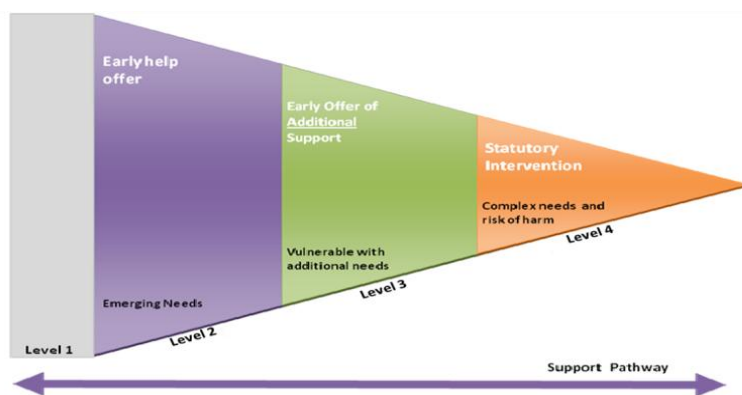 Early help
offer
Early Offer of
Additional
Support
Statutory
Intervention
Complex needs and
risk of harm
Vulnerable with
additional needs
Emerging Needs
Level 1
Level 2
Level 3
Level 4
Support Pathway